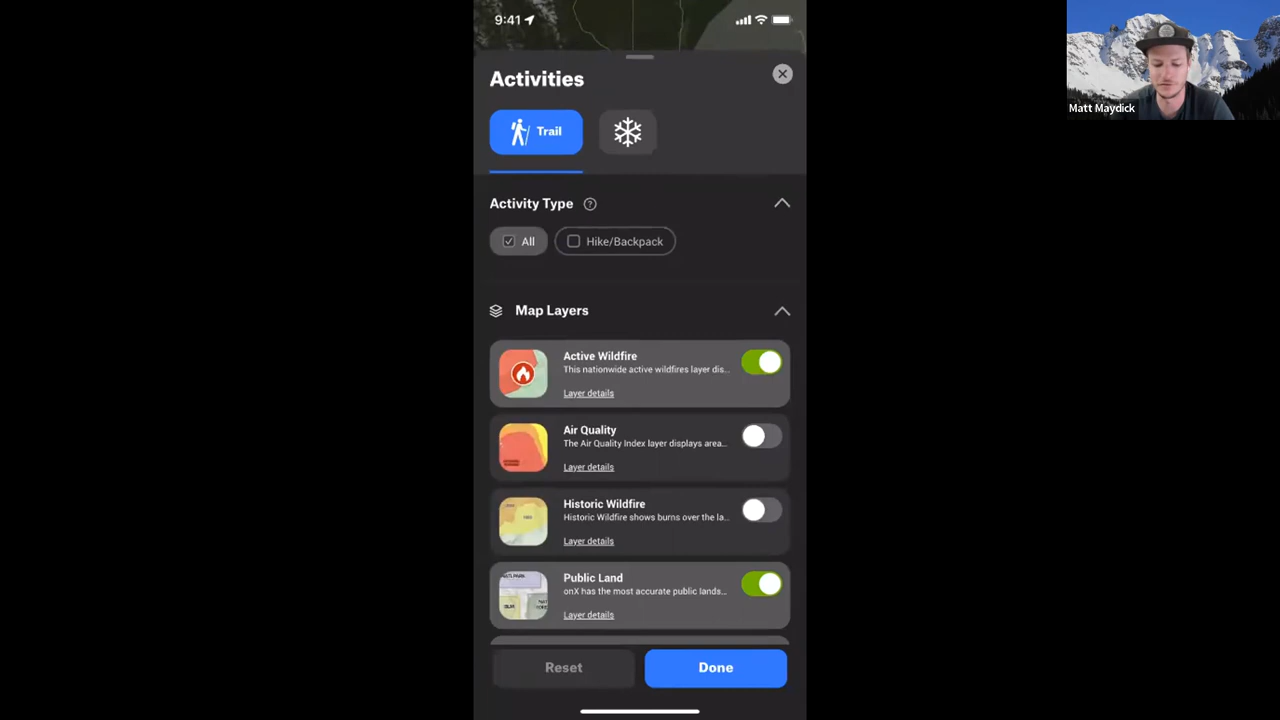 9:41
Activities
Trail
Activity Type
All
Hike/Backpack
Map Layers
Active Wildfire
This nationwide active wildfires layer dis...
Layer details
Air Quality
The Air Quality Index layer displays area...
Layer details
Historic Wildfire
Historic Wildfire shows burns over the la...
Layer details
Public Land
onX has the most accurate public lands...
Layer details
Reset
Done
Matt Maydick